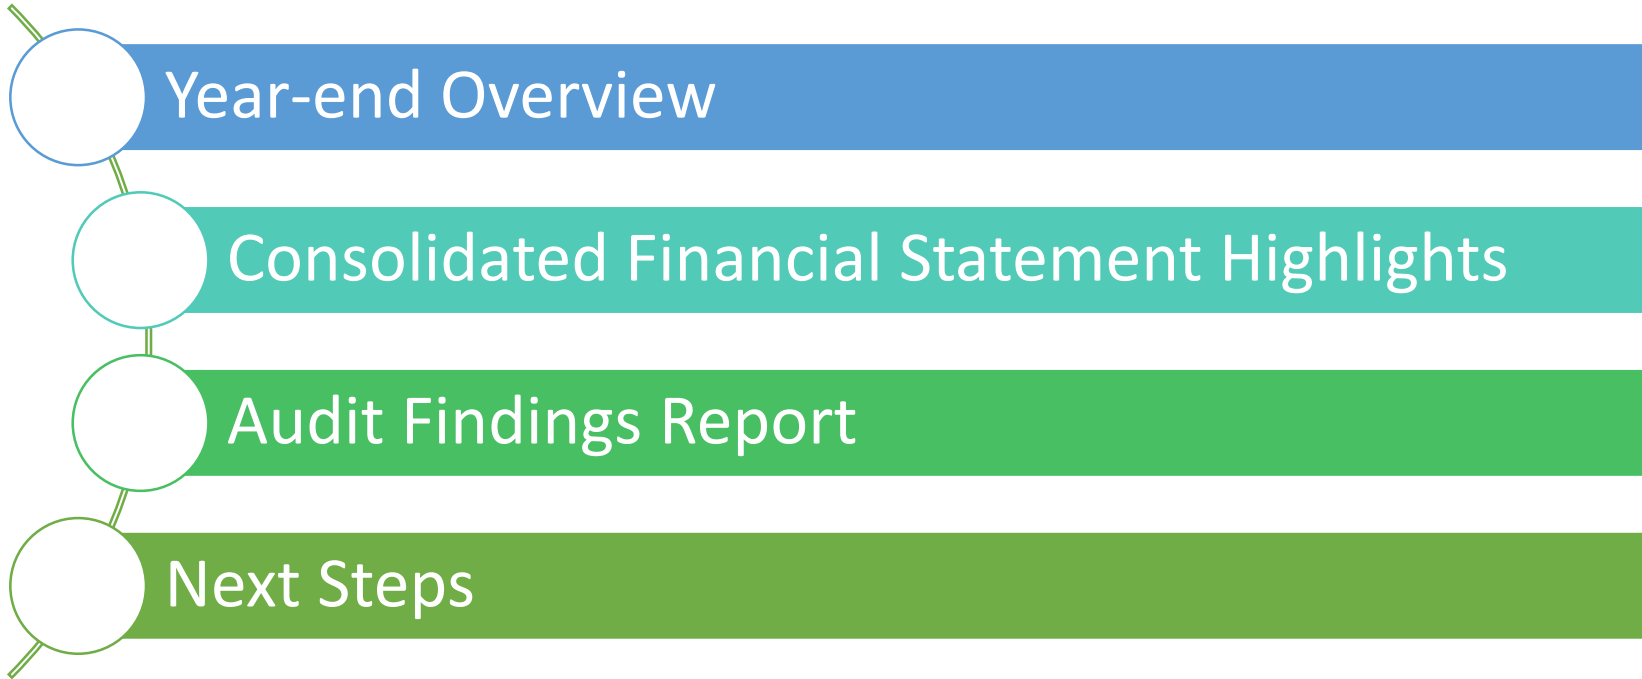 Year-end Overview
Consolidated Financial Statement Highlights
Audit Findings Report
Next Steps